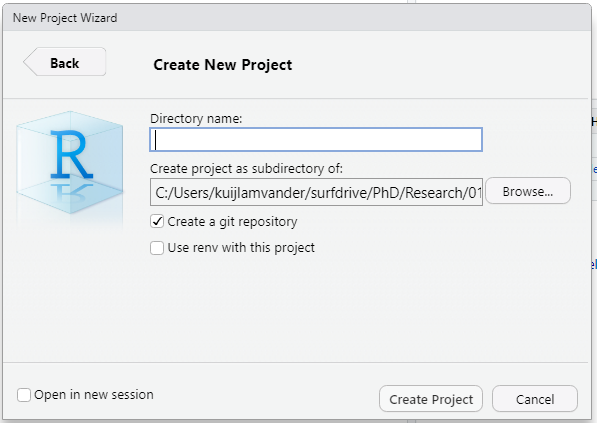 New Project Wizard
Back
Create New Project
R
Directory name:
Create project as subdirectory of:
C:/Users/kuijlamvander/surfdrive/PhD/Research/01
Browse...
Create a git repository
Use renv with this project
Open in new session
Create Project
Cancel